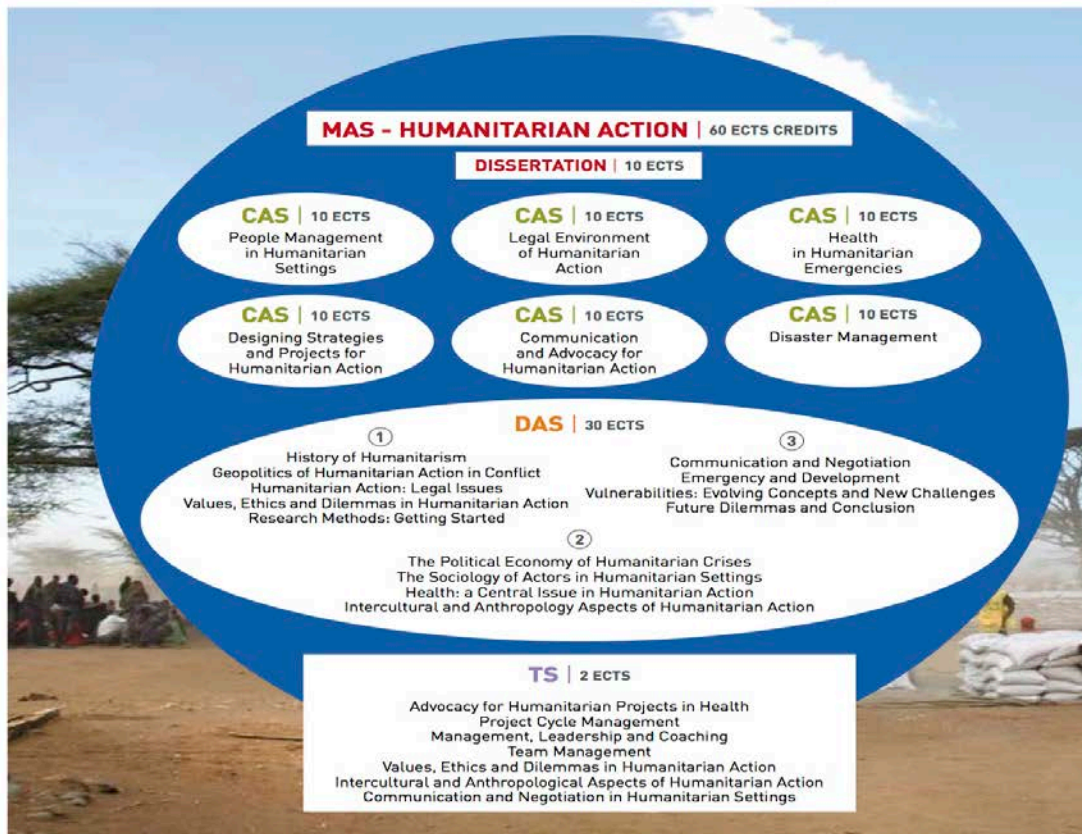 MAS - HUMANITARIAN ACTION | 60 ECTS CREDITS
DISSERTATION | 10 ECTS
CAS | 10 ECTS
People Management
in Humanitarian
Settings
CAS | 10 ECTS
Legal Environment
of Humanitarian
Action
CAS | 10 ECTS
Health
in Humanitarian
Emergencies
CAS | 10 ECTS
Designing Strategies
and Projects for
Humanitarian Action
CAS | 10 ECTS
Communication
and Advocacy for
Humanitarian Action
CAS | 10 ECTS
Disaster Management
DAS | 30 ECTS
1
History of Humanitarism
Geopolitics of Humanitarian Action in Conflict
Humanitarian Action: Legal Issues
Values, Ethics and Dilemmas in Humanitarian Action
Research Methods: Getting Started
2
The Political Economy of Humanitarian Crises
The Sociology of Actors in Humanitarian Settings
Health: a Central Issue in Humanitarian Action
Intercultural and Anthropology Aspects of Humanitarian Action
3
Communication and Negotiation
Emergency and Development
Vulnerabilities: Evolving Concepts and New Challenges
Future Dilemmas and Conclusion
TS | 2 ECTS
Advocacy for Humanitarian Projects in Health
Project Cycle Management
Management, Leadership and Coaching
Team Management
Values, Ethics and Dilemmas in Humanitarian Action
Intercultural and Anthropological Aspects of Humanitarian Action
Communication and Negotiation in Humanitarian Settings